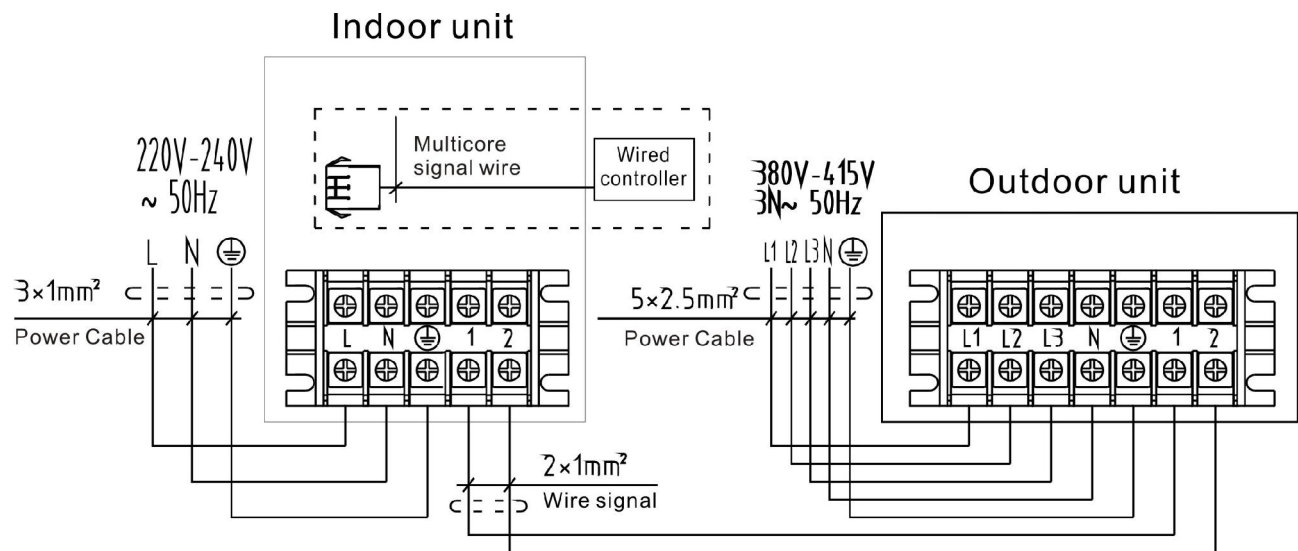 Indoor unit
Multicore
signal wire
Wired
controller
220V-240V
~ 50Hz
L N
3×1mm²
Power Cable
L N 1 2
2×1mm²
Wire signal
380V-415V
3N~ 50Hz
L1 L2 L3 N
5×2.5mm²
Power Cable
Outdoor unit
L1 L2 L3 N 1 2